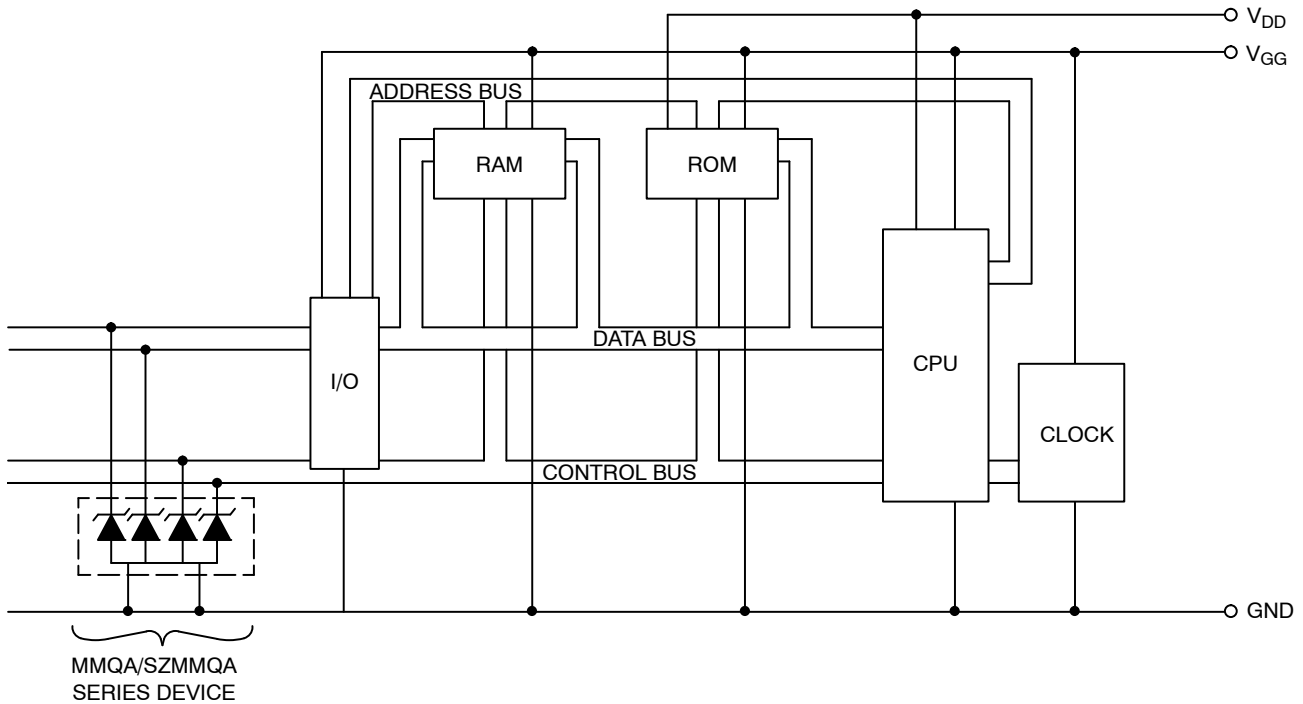 V_DD
V_GG
ADDRESS BUS
RAM
ROM
DATA BUS
CPU
I/O
CLOCK
CONTROL BUS
GND
MMQA/SZMMQA
SERIES DEVICE